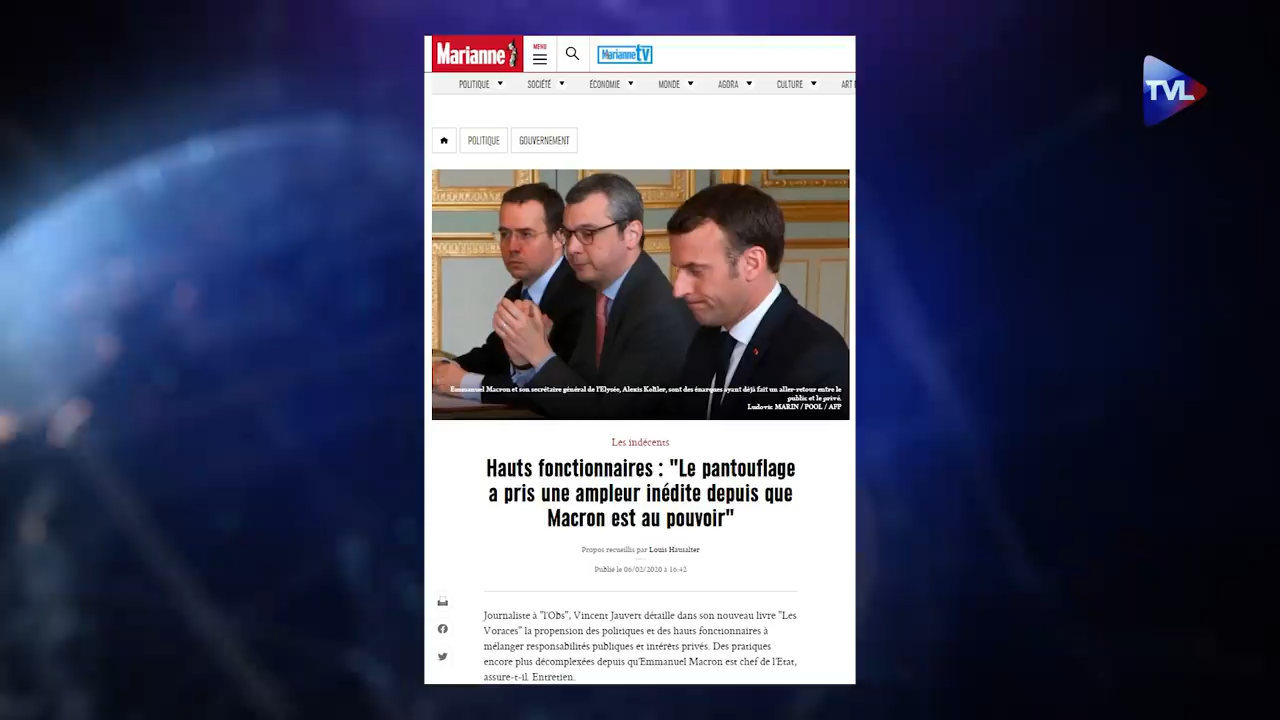 Marianne
MENU
MarianneTV
TVL
POLITIQUE
SOCIÉTÉ
ÉCONOMIE
MONDE
AGORA
CULTURE
ART
POLITIQUE
GOUVERNEMENT
Emmanuel Macron et son secrétaire général de l'Elysée, Alexis Kohler, sont des énarques ayant déjà fait un aller-retour entre le
public et le privé.
Ludovic MARIN / POOL / AFP
Les indécents
Hauts fonctionnaires : "Le pantouflage
a pris une ampleur inédite depuis que
Macron est au pouvoir"
Propos recueillis par Louis Hausalter
Publié le 06/02/2020 à 16:42
Journaliste à "l'Obs", Vincent Jauvert détaille dans son nouveau livre "Les
Voraces" la propension des politiques et des hauts fonctionnaires à
mélanger responsabilités publiques et intérêts privés. Des pratiques
encore plus décomplexées depuis qu'Emmanuel Macron est chef de l'Etat,
assure-t-il. Entretien.